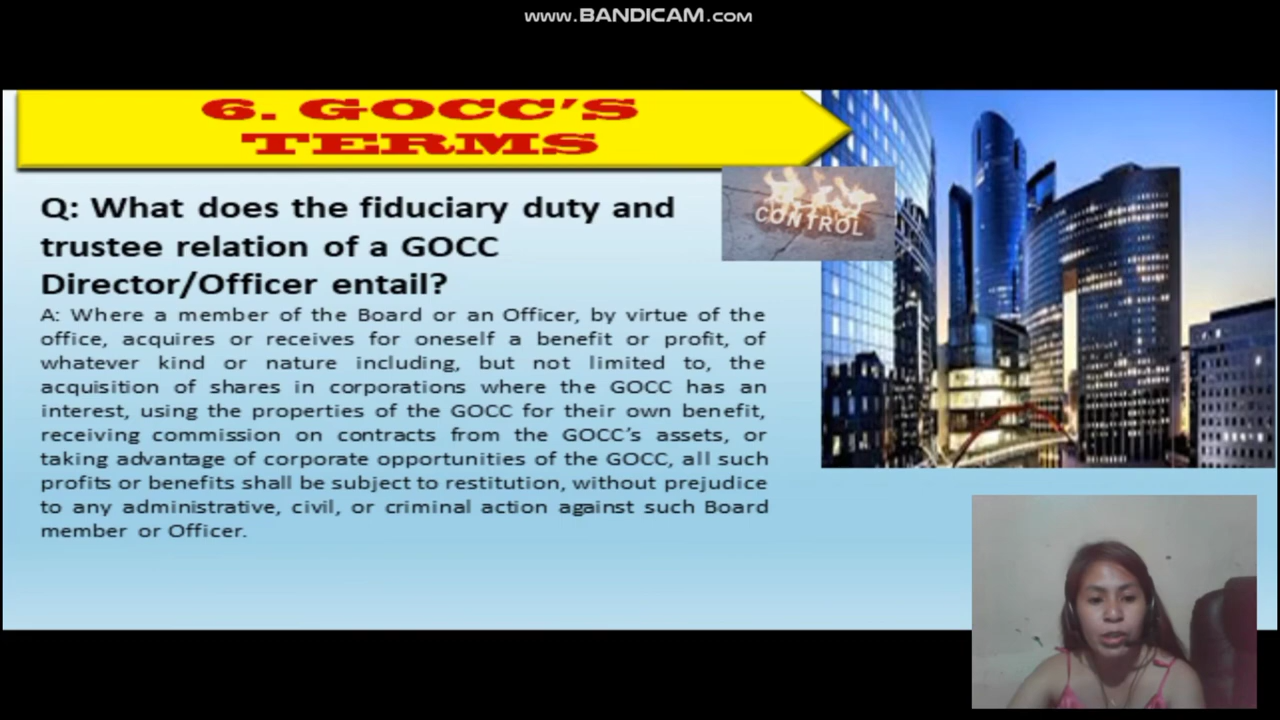 www.BANDICAM.com
6. GOCC'S
TERMS
CONTROL
Q: What does the fiduciary duty and
trustee relation of a GOCC
Director/Officer entail?
A: Where a member of the Board or an Officer, by virtue of the
office, acquires or receives for oneself a benefit or profit, of
whatever kind or nature including, but not limited to, the
acquisition of shares in corporations where the GOCC has an
interest, using the properties of the GOCC for their own benefit,
receiving commission on contracts from the GOCC's assets, or
taking advantage of corporate opportunities of the GOCC, all such
profits or benefits shall be subject to restitution, without prejudice
to any administrative, civil, or criminal action against such Board
member or Officer.